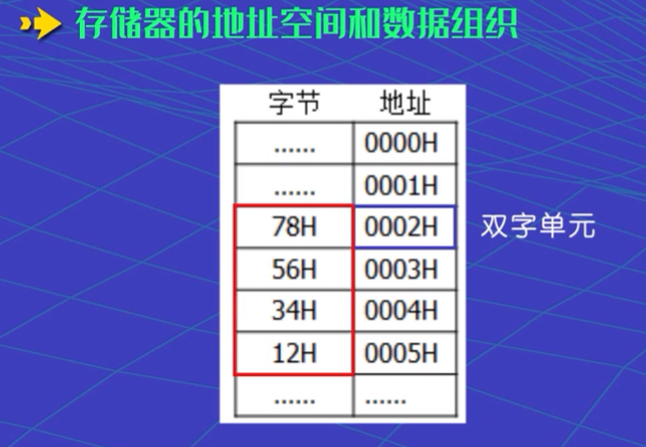 存储器的地址空间和数据组织
字节 地址
...... 0000H
...... 0001H
78H 0002H 双字单元
56H 0003H
34H 0004H
12H 0005H
...... ......